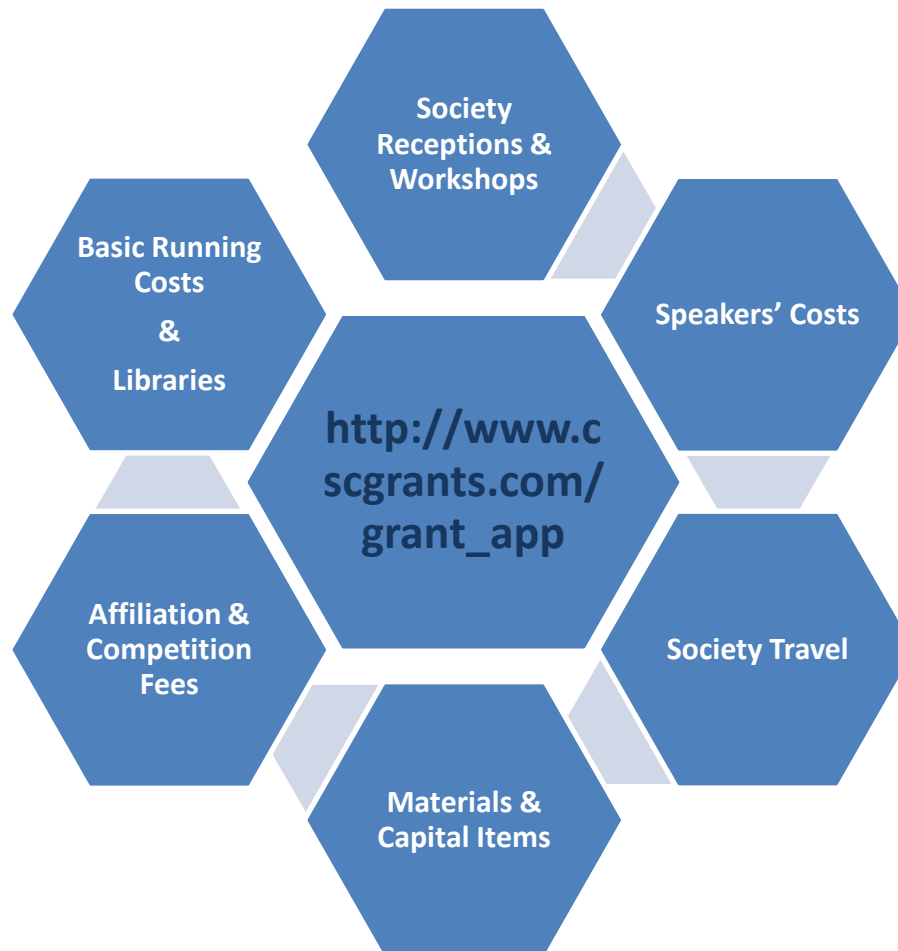 Society
Receptions &
Workshops
Speakers’ Costs
Society Travel
Materials &
Capital Items
Affiliation &
Competition
Fees
Basic Running
Costs
&
Libraries
http://www.c
scgrants.com/
grant_app